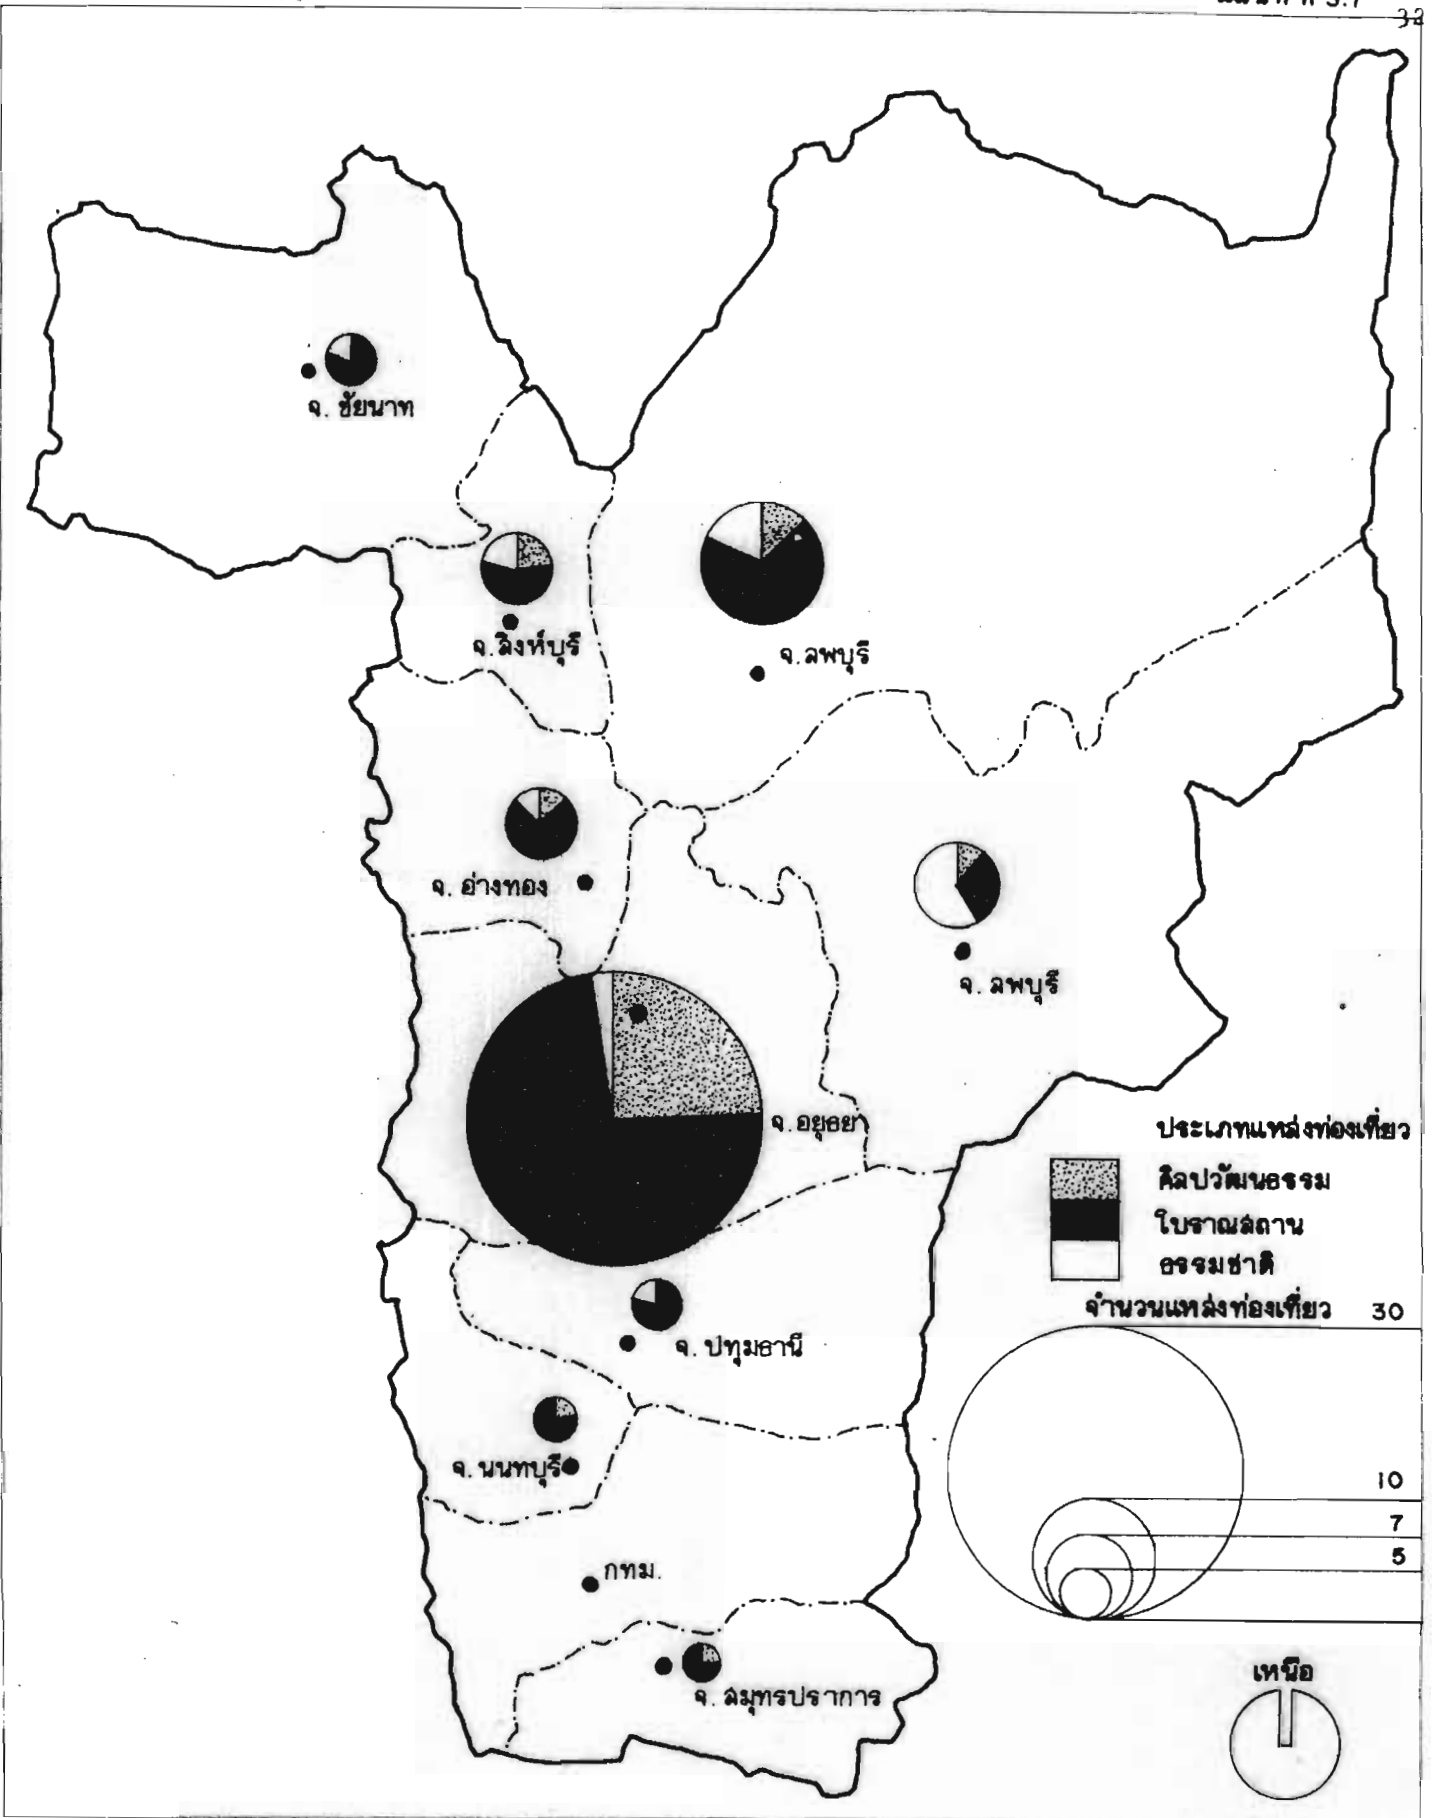 32
จ. ชัยนาท
จ.สิงห์บุรี
จ.ลพบุรี
จ. อ่างทอง
จ. ลพบุรี
จ.อยุธยา
ประเภทแหล่งท่องเที่ยว
ศิลปวัฒนธรรม
โบราณสถาน
ธรรมชาติ
จำนวนแหล่งท่องเที่ยว 30
จ. ปทุมธานี
จ. นนทบุรี
10
7
5
กทม.
เหนือ
จ. สมุทรปราการ